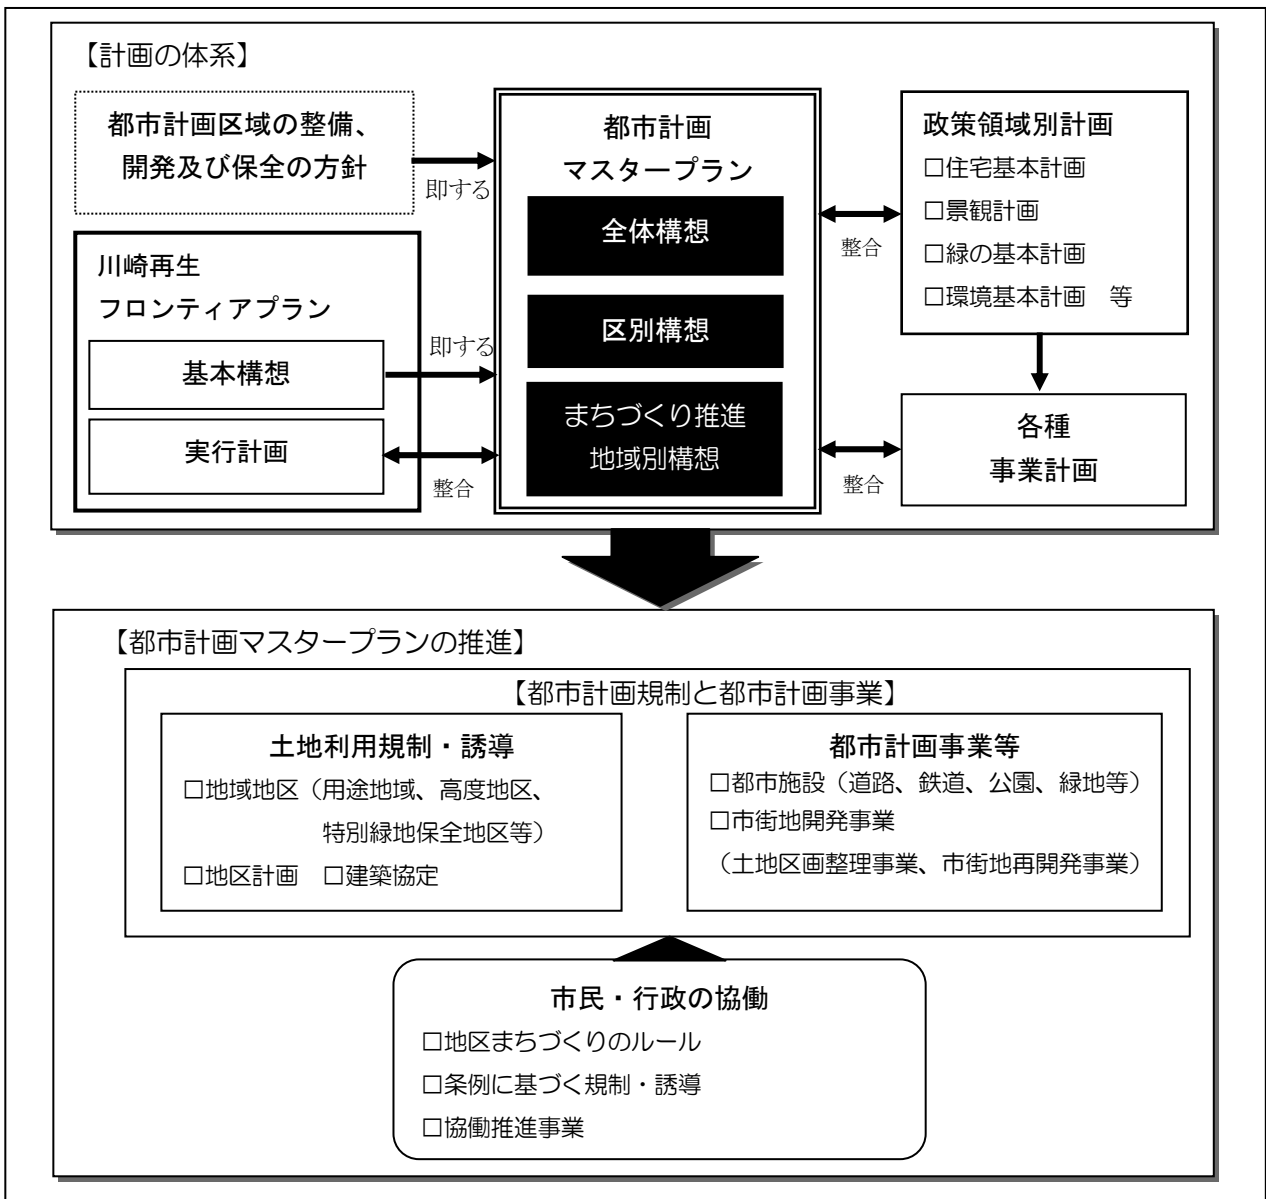 【計画の体系】
都市計画区域の整備、
開発及び保全の方針
即する
川崎再生
フロンティアプラン
基本構想
即する
実行計画
整合
都市計画
マスタープラン
全体構想
区別構想
まちづくり推進
地域別構想
整合
政策領域別計画
□住宅基本計画
□景観計画
□緑の基本計画
□環境基本計画　等
整合
各種
事業計画
【都市計画マスタープランの推進】
【都市計画規制と都市計画事業】
土地利用規制・誘導
□地域地区（用途地域、高度地区、
特別緑地保全地区等）
□地区計画　□建築協定
都市計画事業等
□都市施設（道路、鉄道、公園、緑地等）
□市街地開発事業
（土地区画整理事業、市街地再開発事業）
市民・行政の協働
□地区まちづくりのルール
□条例に基づく規制・誘導
□協働推進事業